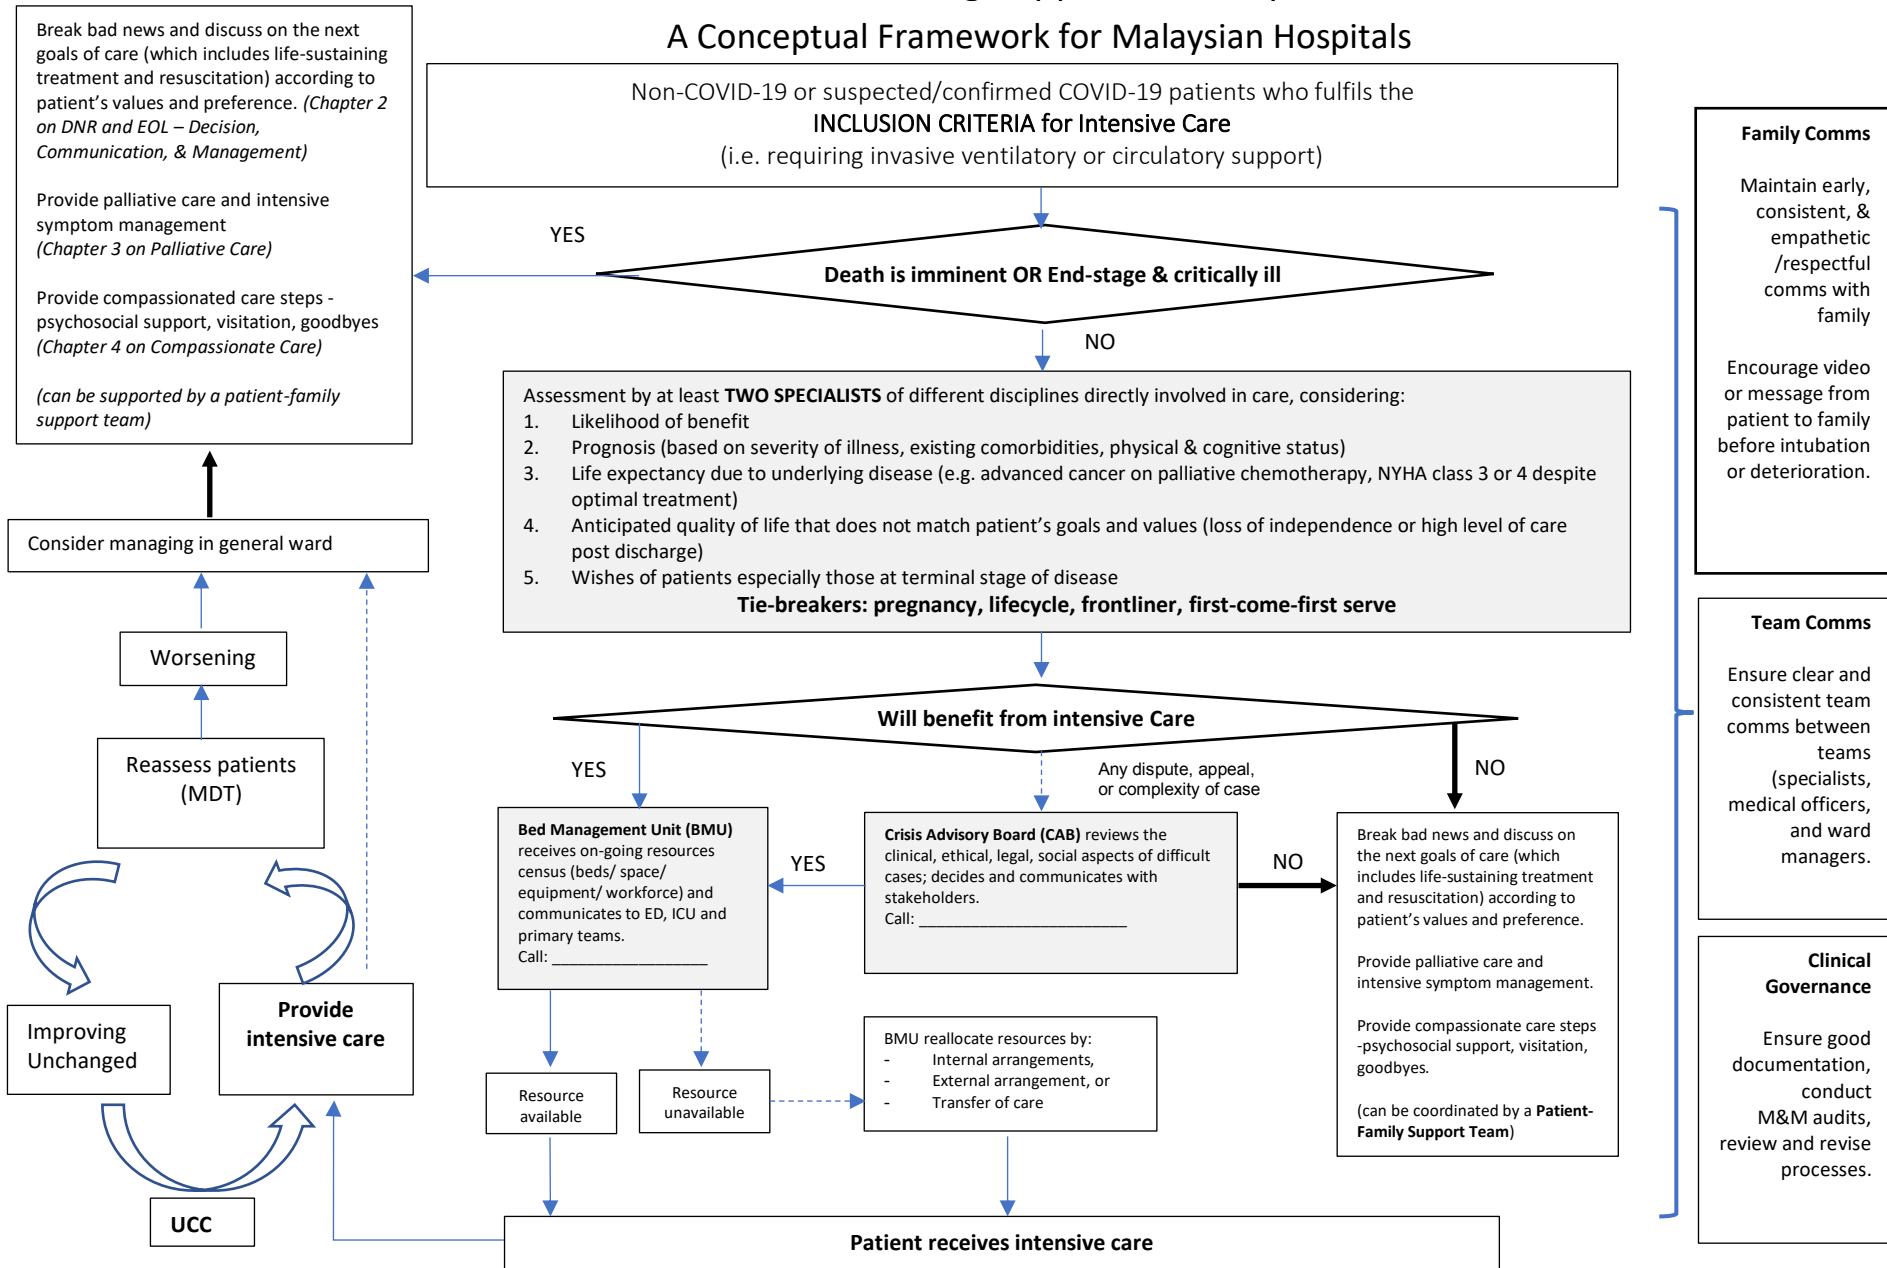 A Conceptual Framework for Malaysian Hospitals
Break bad news and discuss on the next
goals of care (which includes life-sustaining
treatment and resuscitation) according to
patient's values and preference. (Chapter 2
on DNR and EOL – Decision,
Communication, & Management)
Provide palliative care and intensive
symptom management
(Chapter 3 on Palliative Care)
Provide compassionated care steps -
psychosocial support, visitation, goodbyes
(Chapter 4 on Compassionate Care)
(can be supported by a patient-family
support team)
Non-COVID-19 or suspected/confirmed COVID-19 patients who fulfils the
INCLUSION CRITERIA for Intensive Care
(i.e. requiring invasive ventilatory or circulatory support)
YES
Death is imminent OR End-stage & critically ill
NO
Assessment by at least TWO SPECIALISTS of different disciplines directly involved in care, considering:
1. Likelihood of benefit
2. Prognosis (based on severity of illness, existing comorbidities, physical & cognitive status)
3. Life expectancy due to underlying disease (e.g. advanced cancer on palliative chemotherapy, NYHA class 3 or 4 despite
optimal treatment)
4. Anticipated quality of life that does not match patient's goals and values (loss of independence or high level of care
post discharge)
5. Wishes of patients especially those at terminal stage of disease
Tie-breakers: pregnancy, lifecycle, frontliner, first-come-first serve
Will benefit from intensive Care
YES
Any dispute, appeal,
or complexity of case
NO
Bed Management Unit (BMU)
receives on-going resources
census (beds/ space/
equipment/ workforce) and
communicates to ED, ICU and
primary teams.
Call: __________________
YES
Crisis Advisory Board (CAB) reviews the
clinical, ethical, legal, social aspects of difficult
cases; decides and communicates with
stakeholders.
Call: ________________________
NO
Break bad news and discuss on
the next goals of care (which
includes life-sustaining treatment
and resuscitation) according to
patient's values and preference.
Provide palliative care and
intensive symptom management.
Provide compassionate care steps
-psychosocial support, visitation,
goodbyes.
(can be coordinated by a Patient-
Family Support Team)
Resource
available
Resource
unavailable
BMU reallocate resources by:
- Internal arrangements,
- External arrangement, or
- Transfer of care
Patient receives intensive care
Consider managing in general ward
Worsening
Reassess patients
(MDT)
Improving
Unchanged
Provide
intensive care
UCC
Family Comms
Maintain early,
consistent, &
empathetic
/respectful
comms with
family
Encourage video
or message from
patient to family
before intubation
or deterioration.
Team Comms
Ensure clear and
consistent team
comms between
teams
(specialists,
medical officers,
and ward
managers.
Clinical
Governance
Ensure good
documentation,
conduct
M&M audits,
review and revise
processes.